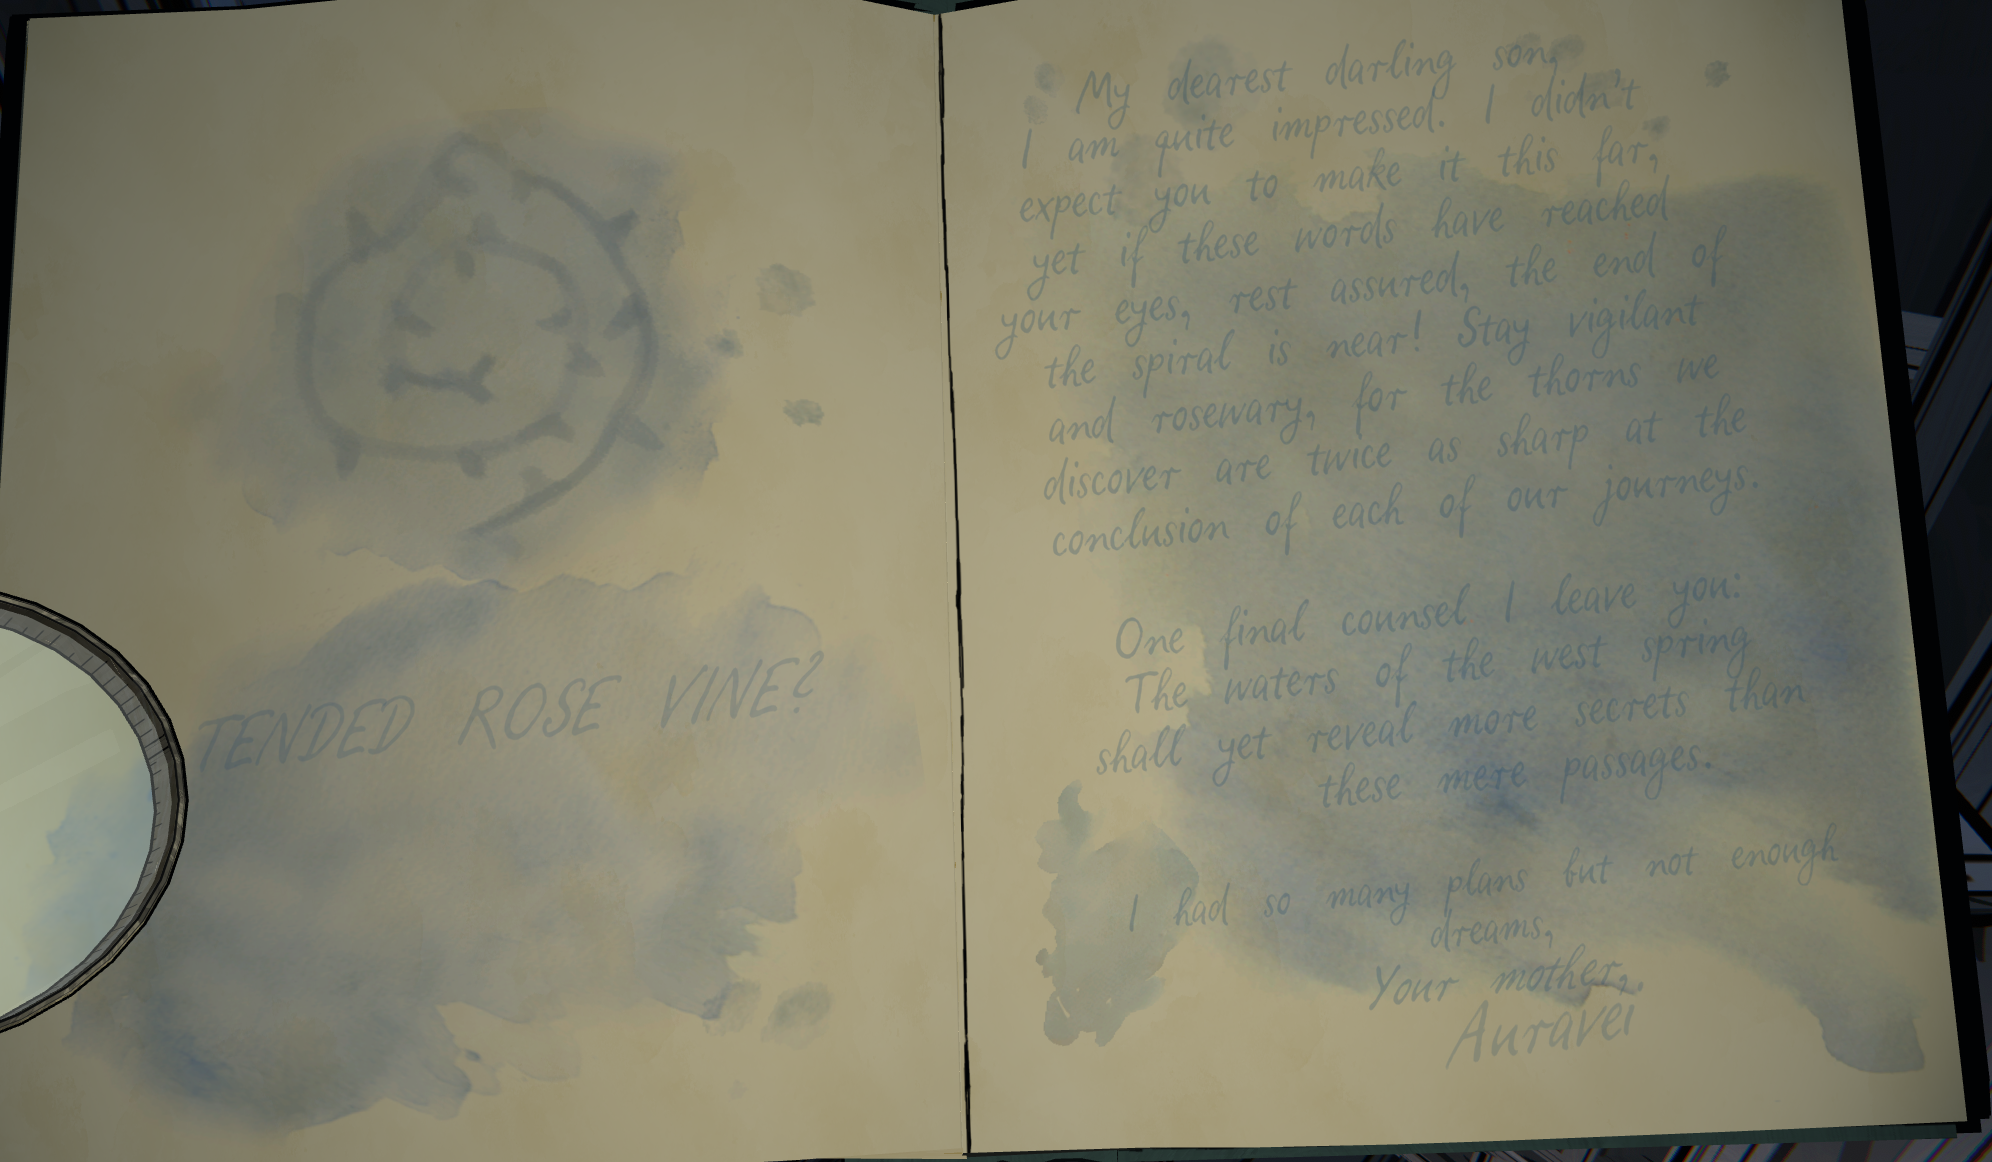 TENDED ROSE VINE?
My dearest darling son,
I am quite impressed. I didn't
expect you to make it this far,
yet if these words have reached
your eyes, rest assured, the end of
the spiral is near! Stay vigilant
and rosewary, for the thorns we
discover are twice as sharp at the
conclusion of each of our journeys.
One final counsel I leave you:
The waters of the west spring
shall yet reveal more secrets than
these mere passages.
I had so many plans but not enough
dreams,
Your mother,
Auravei